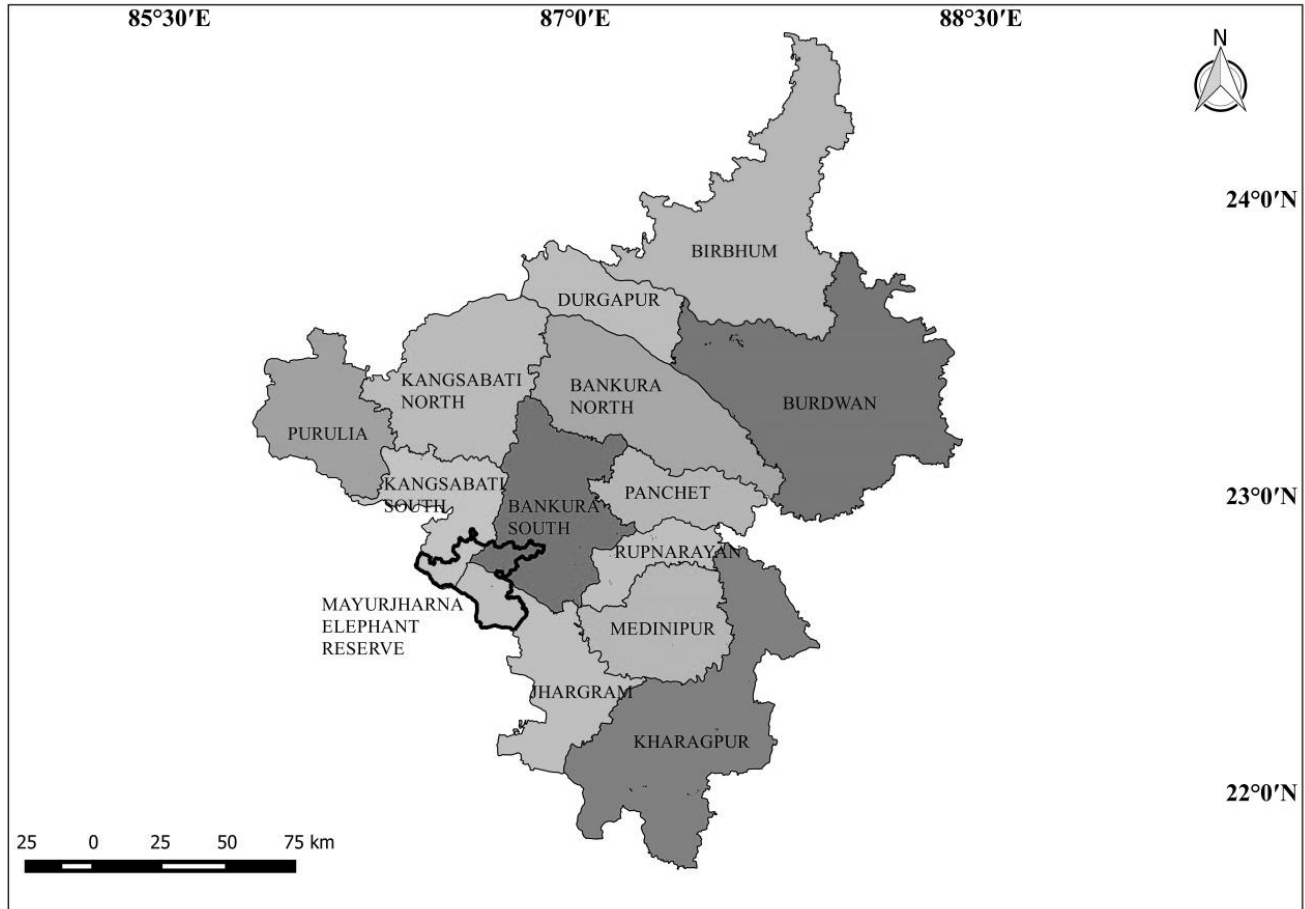 85°30′E 87°0′E 88°30′E
N
24°0′N
BIRBHUM
DURGAPUR
KANGSABATI
NORTH
BANKURA
NORTH
BURDWAN
PURULIA
KANGSABATI
SOUTH
PANCHET
23°0′N
BANKURA
SOUTH
RUPNARAYAN
MAYURJHARNA
ELEPHANT
RESERVE
MEDINIPUR
JHARGRAM
KHARAGPUR
22°0′N
25 0 25 50 75 km